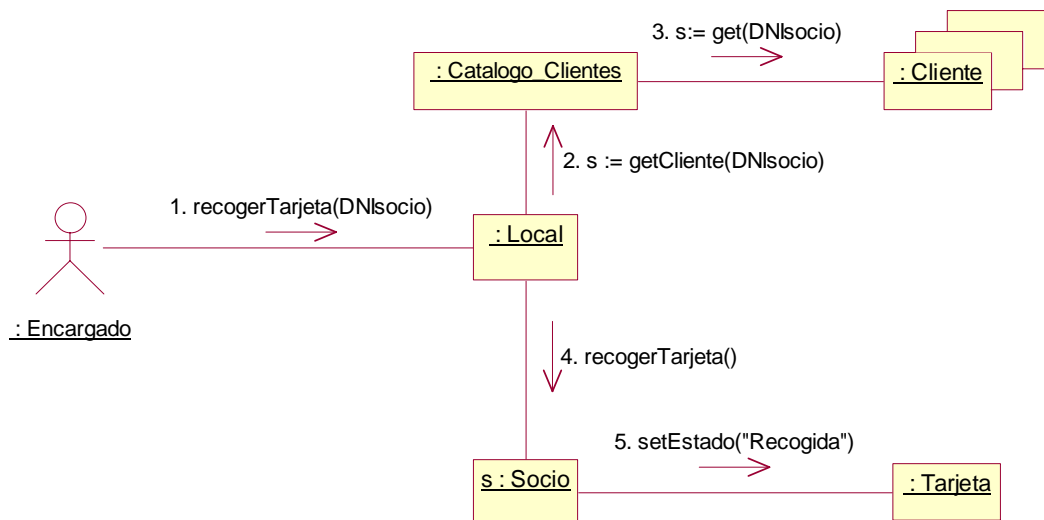 3. s:= get(DNIsocio)
: Catalogo_Clientes
: Cliente
2. s := getCliente(DNIsocio)
1. recogerTarjeta(DNIsocio)
: Local
: Encargado
4. recogerTarjeta()
5. setEstado("Recogida")
s : Socio
: Tarjeta